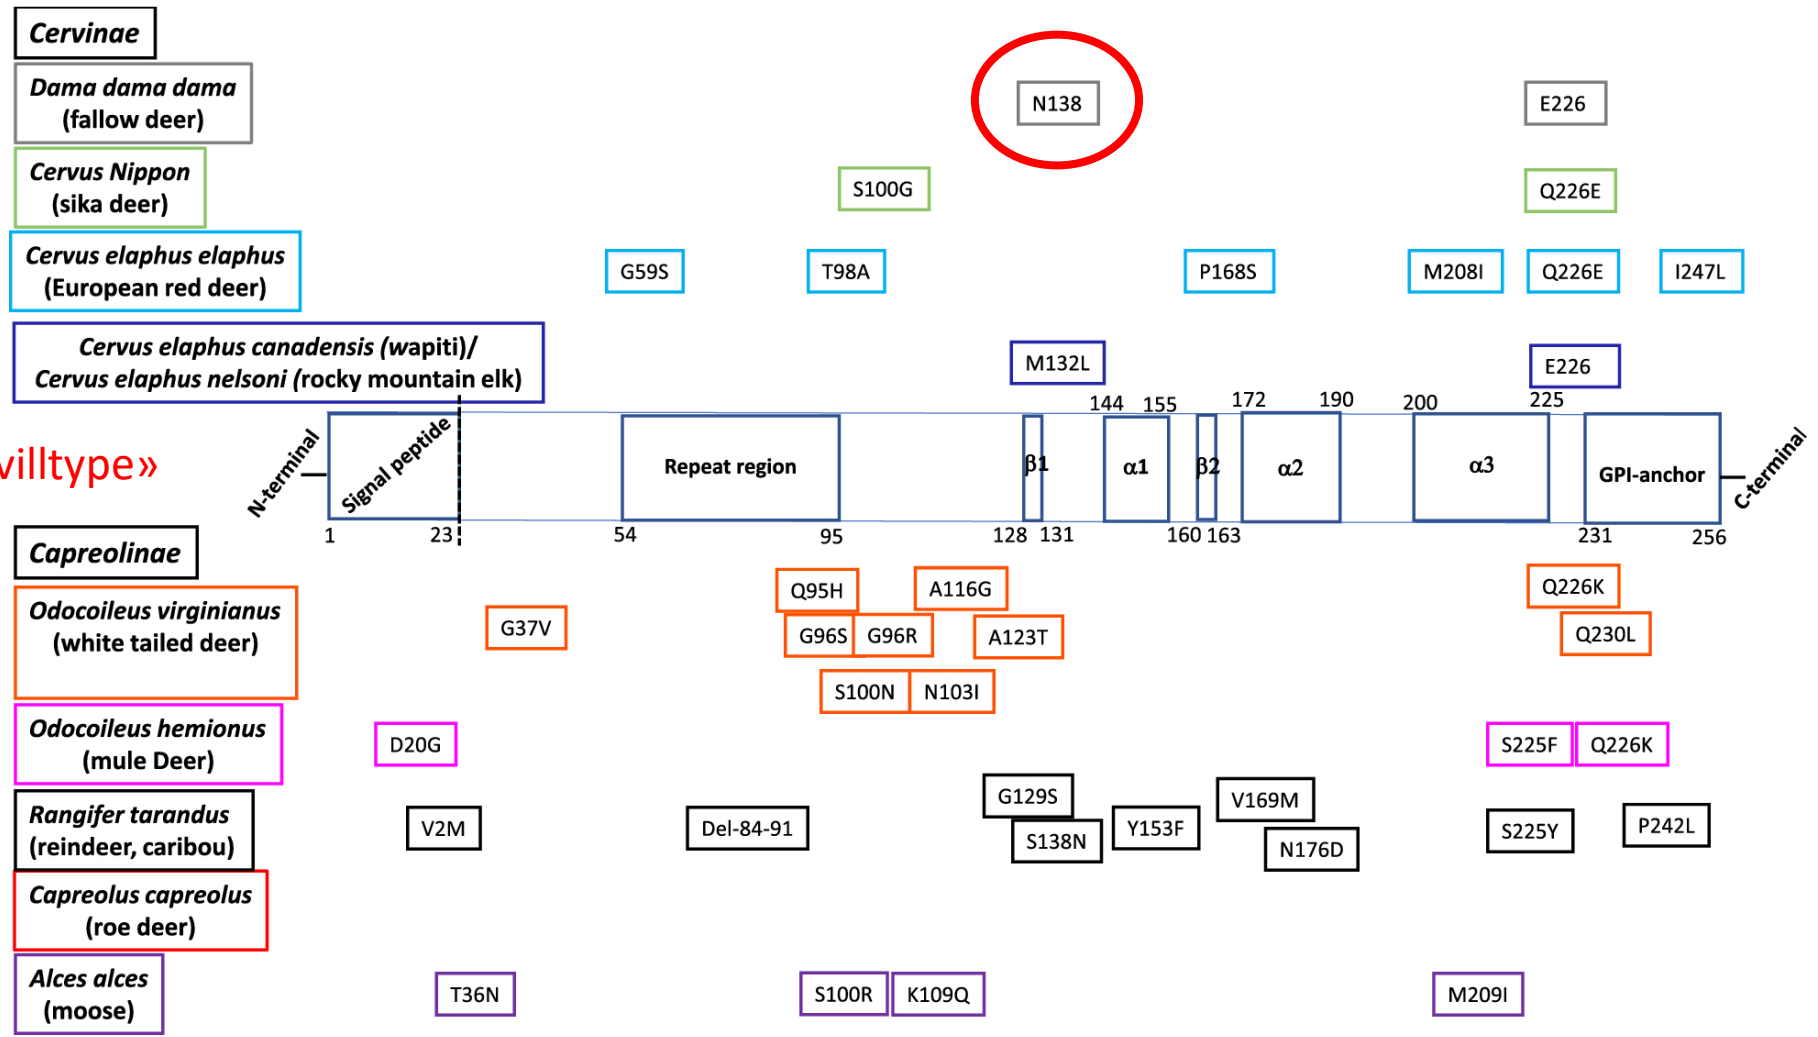 Cervinae
Dama dama dama
(fallow deer)
N138
E226
Cervus Nippon
(sika deer)
S100G
Q226E
Cervus elaphus elaphus
(European red deer)
G59S
T98A
P168S
M208I
Q226E
I247L
Cervus elaphus canadensis (wapiti)/
Cervus elaphus nelsoni (rocky mountain elk)
M132L
E226
144 155 172 190 200 225
villtype»
N-terminal
Signal peptide
Repeat region
β1
α1
β2
α2
α3
GPI-anchor
C-terminal
1 23 54 95 128 131 160 163 231 256
Capreolinae
Odocoileus virginianus
(white tailed deer)
Q95H
A116G
Q226K
G37V
G96S
G96R
A123T
Q230L
S100N
N103I
Odocoileus hemionus
(mule Deer)
D20G
S225F
Q226K
Rangifer tarandus
(reindeer, caribou)
V2M
Del-84-91
G129S
S138N
Y153F
V169M
N176D
S225Y
P242L
Capreolus capreolus
(roe deer)
Alces alces
(moose)
T36N
S100R
K109Q
M209I